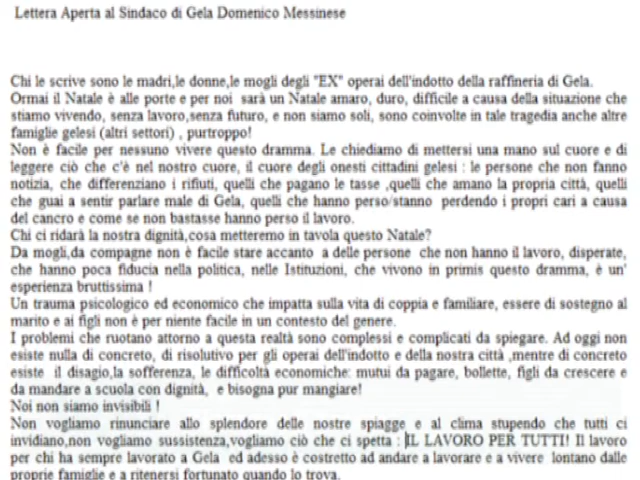 Lettera Aperta al Sindaco di Gela Domenico Messinese
Chi le scrive sono le madri,le donne,le mogli degli "EX" operai dell'indotto della raffineria di Gela.
Ormai il Natale è alle porte e per noi sarà un Natale amaro, duro, difficile a causa della situazione che
stiamo vivendo, senza lavoro,senza futuro, e non siamo soli, sono coinvolte in tale tragedia anche altre
famiglie gelesi (altri settori) , purtroppo!
Non è facile per nessuno vivere questo dramma. Le chiediamo di mettersi una mano sul cuore e di
leggere ciò che c'è nel nostro cuore, il cuore degli onesti cittadini gelesi : le persone che non fanno
notizia, che differenziano i rifiuti, quelli che pagano le tasse ,quelli che amano la propria città, quelli
che guai a sentir parlare male di Gela, quelli che hanno perso/stanno perdendo i propri cari a causa
del cancro e come se non bastasse hanno perso il lavoro.
Chi ci ridarà la nostra dignità,cosa metteremo in tavola questo Natale?
Da mogli,da compagne non è facile stare accanto a delle persone che non hanno il lavoro, disperate,
che hanno poca fiducia nella politica, nelle Istituzioni, che vivono in primis questo dramma, è un'
esperienza bruttissima !
Un trauma psicologico ed economico che impatta sulla vita di coppia e familiare, essere di sostegno al
marito e ai figli non è per niente facile in un contesto del genere.
I problemi che ruotano attorno a questa realtà sono complessi e complicati da spiegare. Ad oggi non
esiste nulla di concreto, di risolutivo per gli operai dell'indotto e della nostra città ,mentre di concreto
esiste il disagio,la sofferenza, le difficoltà economiche: mutui da pagare, bollette, figli da crescere e
da mandare a scuola con dignità, e bisogna pur mangiare!
Noi non siamo invisibili !
Non vogliamo rinunciare allo splendore delle nostre spiagge e al clima stupendo che tutti ci
invidiano,non vogliamo sussistenza,vogliamo ciò che ci spetta : IL LAVORO PER TUTTI! Il lavoro
per chi ha sempre lavorato a Gela ed adesso è costretto ad andare a lavorare e a vivere lontano dalle
proprie famiglie e a ritenersi fortunato quando lo trova.